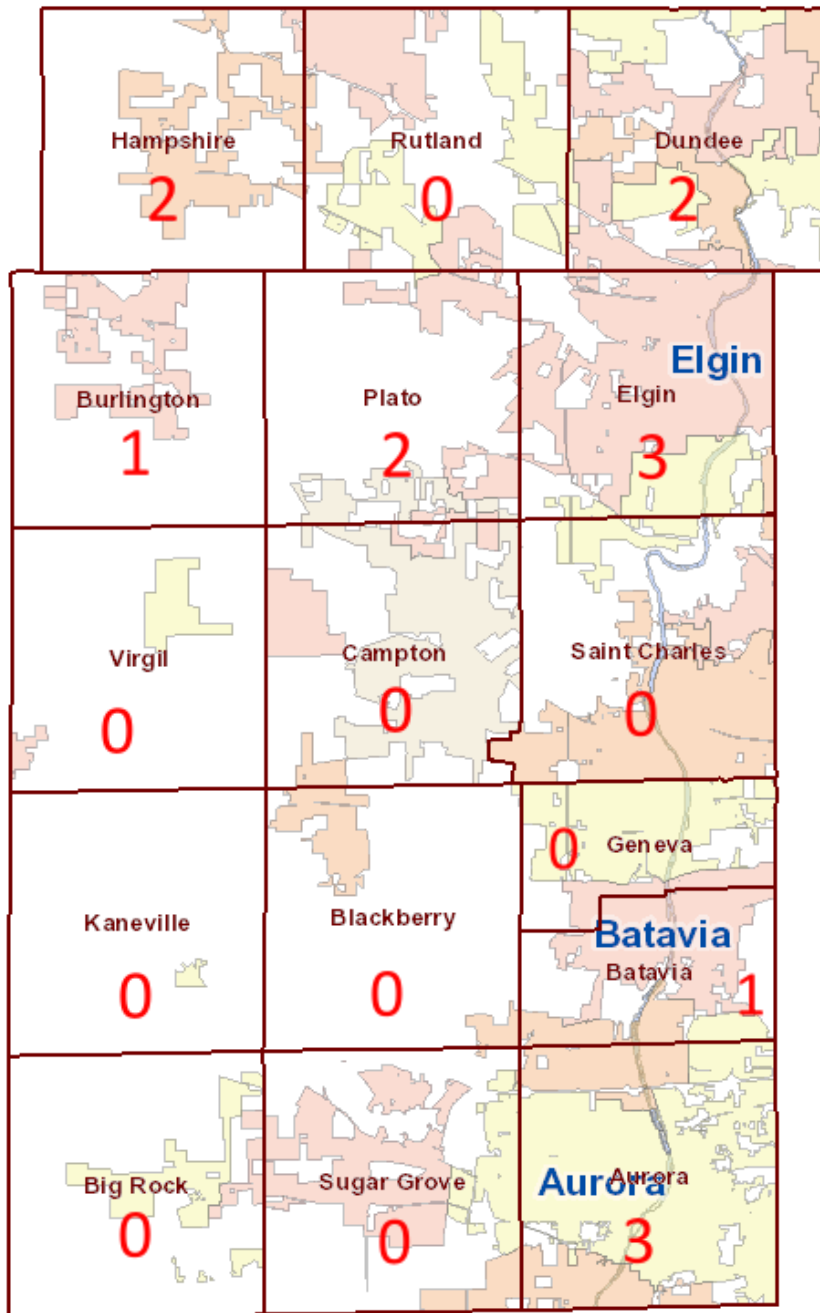 Hampshire
2
Rutland
0
Dundee
2
Burlington
1
Plato
2
Elgin
Elgin
3
Virgil
0
Campton
0
Saint Charles
0
Kaneville
0
Blackberry
0
Geneva
0
Batavia
Batavia
1
Big Rock
0
Sugar Grove
0
Aurora
Aurora
3